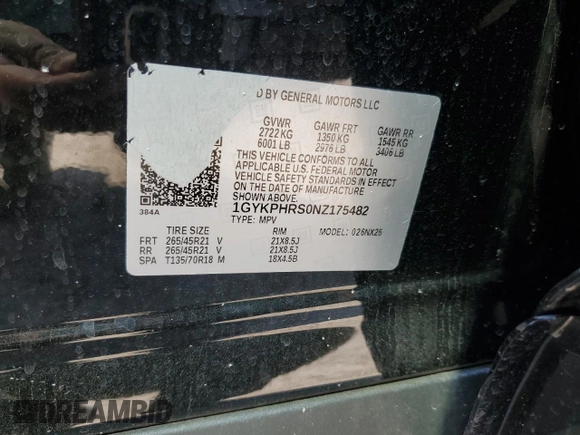 D BY GENERAL MOTORS LLC
GVWR GAWR FRT GAWR RR
2722 KG 1350 KG 1545 KG
6001 LB 2976 LB 3406 LB
THIS VEHICLE CONFORMS TO ALL
APPLICABLE U.S. FEDERAL MOTOR
VEHICLE SAFETY STANDARDS IN EFFECT
ON THE DATE OF MANUFACTURE
SHOWN ABOVE.
384A
1GYKPHRS0NZ175482
TYPE: MPV MODEL: 026NX26
TIRE SIZE RIM
FRT 265/45R21 V 21X8.5J
RR 265/45R21 V 21X8.5J
SPA T135/70R18 M 18X4.5B
DREAMBID